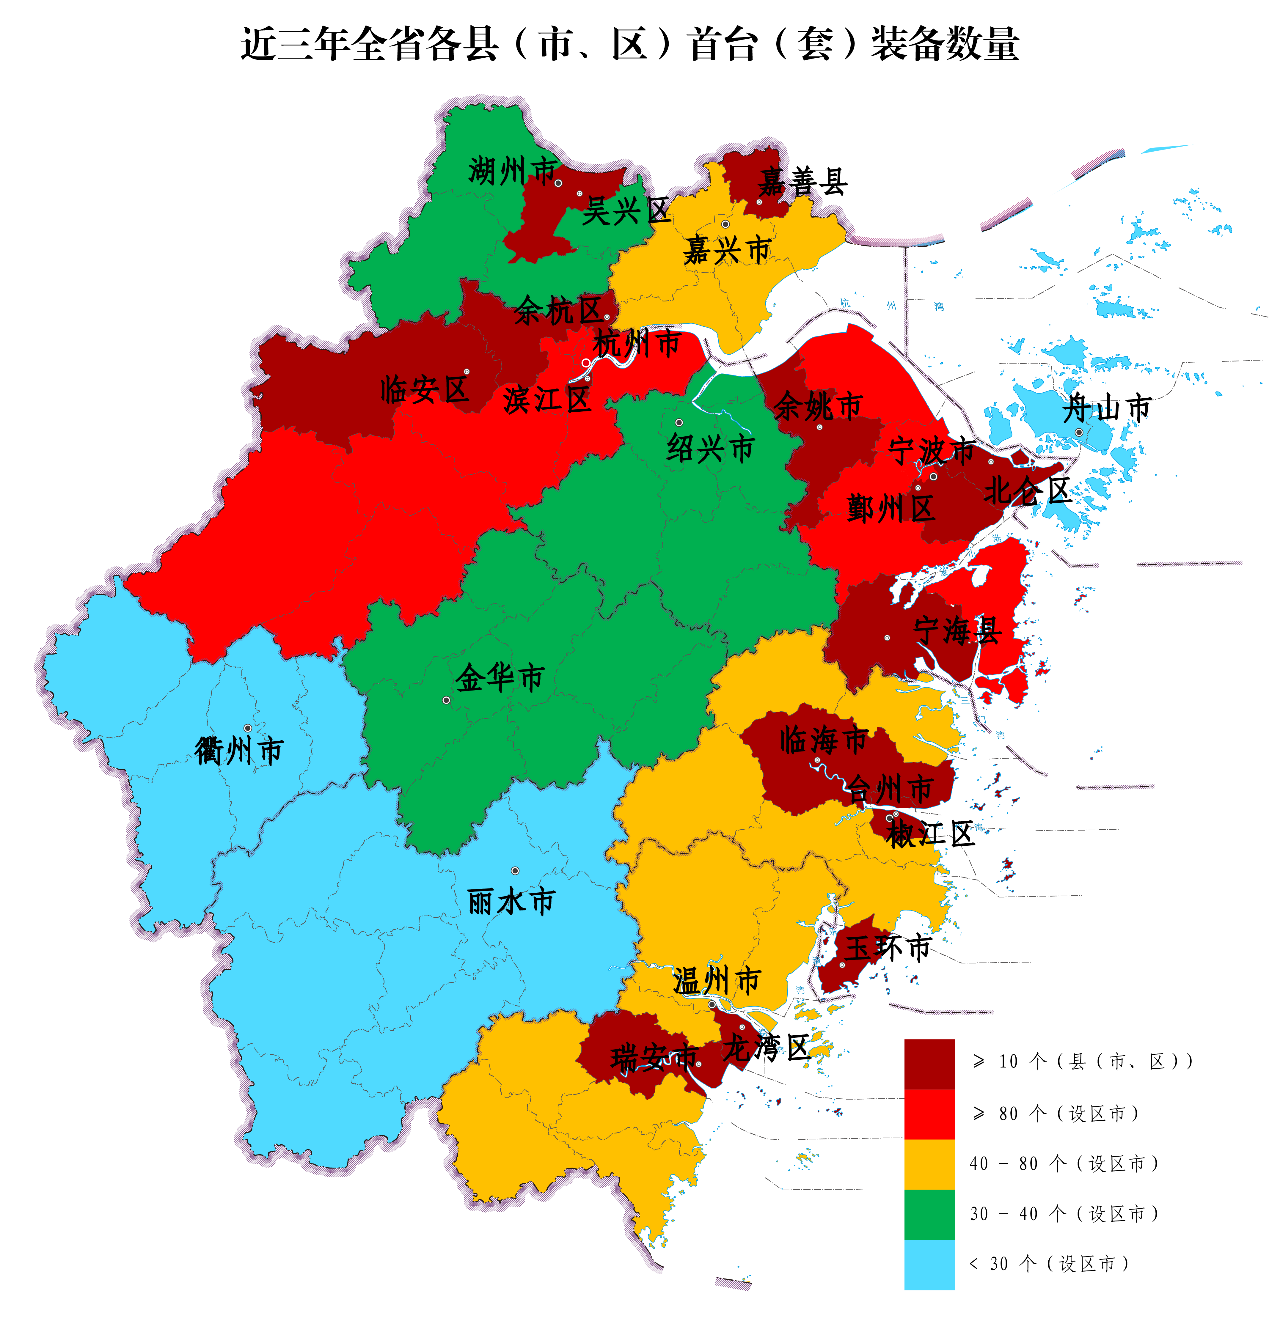 近三年全省各县（市、区）首台（套）装备数量
湖州市
嘉善县
吴兴区
嘉兴市
杭州湾
余杭区
杭州市
临安区
滨江区
余姚市
舟山市
绍兴市
宁波市
北仑区
鄞州区
宁海县
金华市
衢州市
临海市
台州市
椒江区
丽水市
玉环市
温州市
龙湾区
瑞安市
≥ 10 个（县（市、区））
≥ 80 个（设区市）
40 - 80 个（设区市）
30 - 40 个（设区市）
< 30 个（设区市）